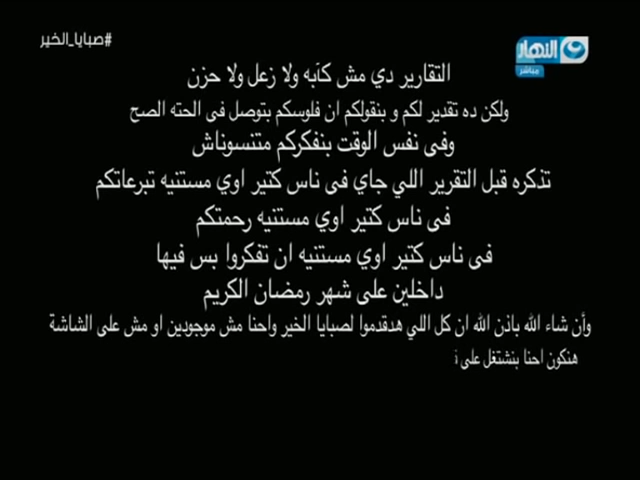 #صبايا_الخير
النهار
مباشر
التقارير دي مش كآبه ولا زعل ولا حزن
ولكن ده تقدير لكم و بنقولكم ان فلوسكم بتوصل فى الحته الصح
وفى نفس الوقت بنفكركم متنسوناش
تذكره قبل التقرير اللي جاي فى ناس كتير اوي مستنيه تبرعاتكم
فى ناس كتير اوي مستنيه رحمتكم
فى ناس كتير اوي مستنيه ان تفكروا بس فيها
داخلين على شهر رمضان الكريم
وأن شاء الله باذن الله ان كل اللي هدقدموا لصبايا الخير واحنا مش موجودين او مش على الشاشة
هنكون احنا بنشتغل على